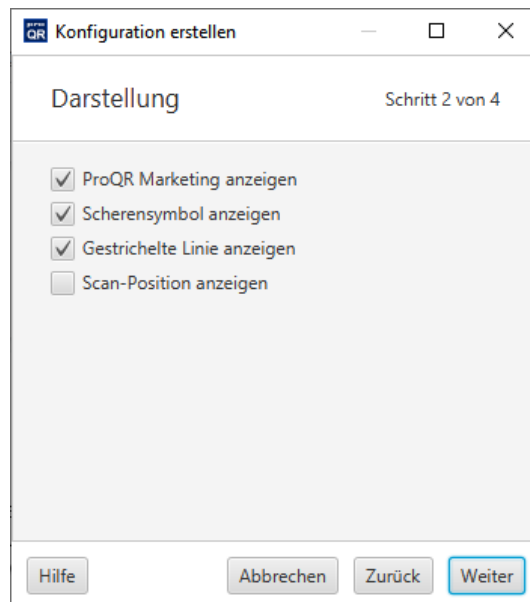 QR Konfiguration erstellen
Darstellung Schritt 2 von 4
ProQR Marketing anzeigen
Scherensymbol anzeigen
Gestrichelte Linie anzeigen
Scan-Position anzeigen
Hilfe Abbrechen Zurück Weiter